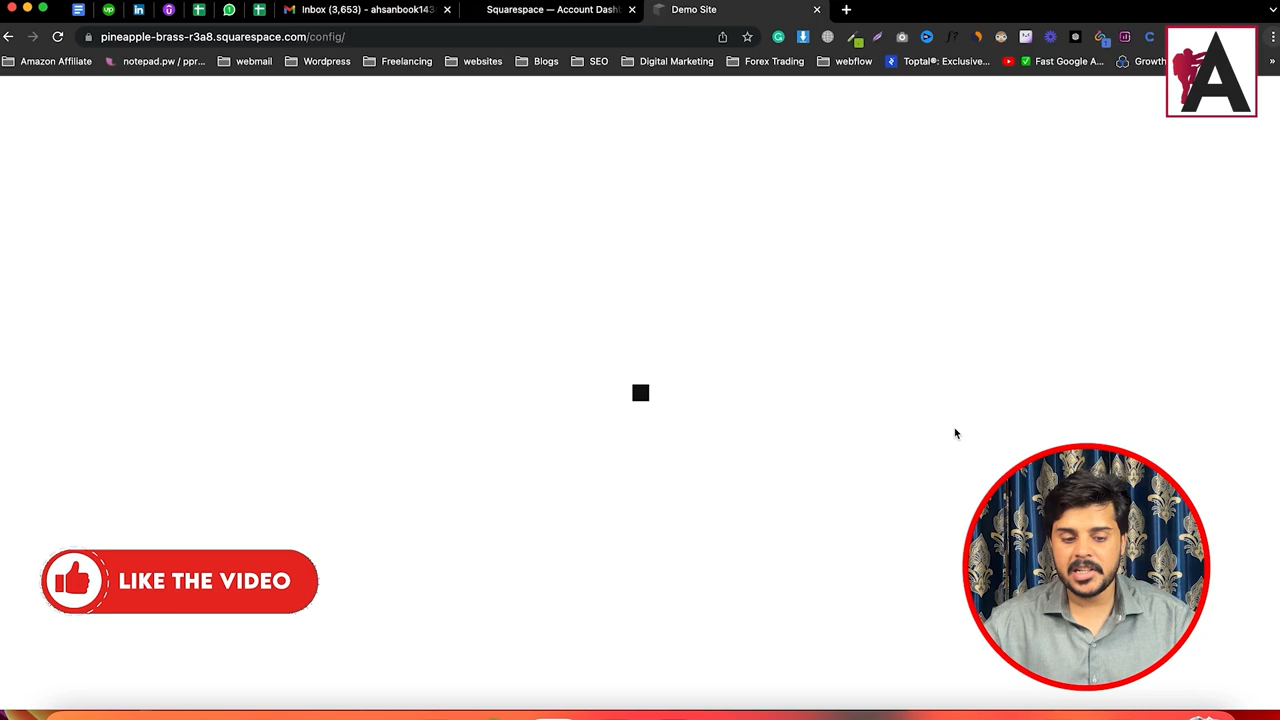 Inbox (3,653) - ahsanbook143
Squarespace — Account Dash
Demo Site
pineapple-brass-r3a8.squarespace.com/config/
Amazon Affiliate
notepad.pw / ppr...
webmail
Wordpress
Freelancing
websites
Blogs
SEO
Digital Marketing
Forex Trading
webflow
Toptal®: Exclusive...
Fast Google A...
Growth
»
A
LIKE THE VIDEO